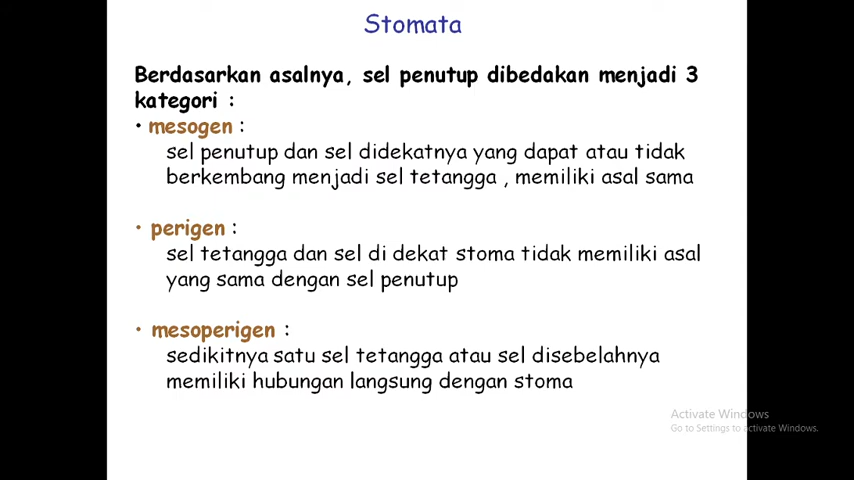 Stomata
Berdasarkan asalnya, sel penutup dibedakan menjadi 3
kategori :
• mesogen :
sel penutup dan sel didekatnya yang dapat atau tidak
berkembang menjadi sel tetangga , memiliki asal sama
• perigen :
sel tetangga dan sel di dekat stoma tidak memiliki asal
yang sama dengan sel penutup
• mesoperigen :
sedikitnya satu sel tetangga atau sel disebelahnya
memiliki hubungan langsung dengan stoma
Activate Windows
Go to Settings to activate Windows.